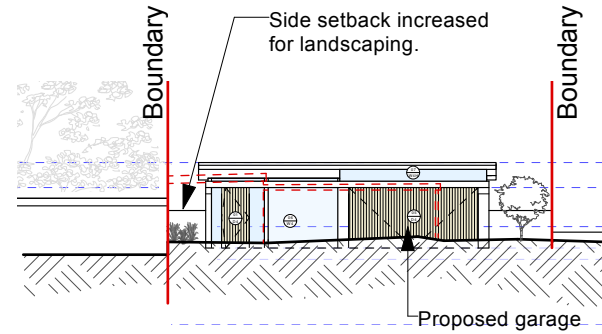 Side setback increased
for landscaping.
Boundary
Boundary
Proposed garage